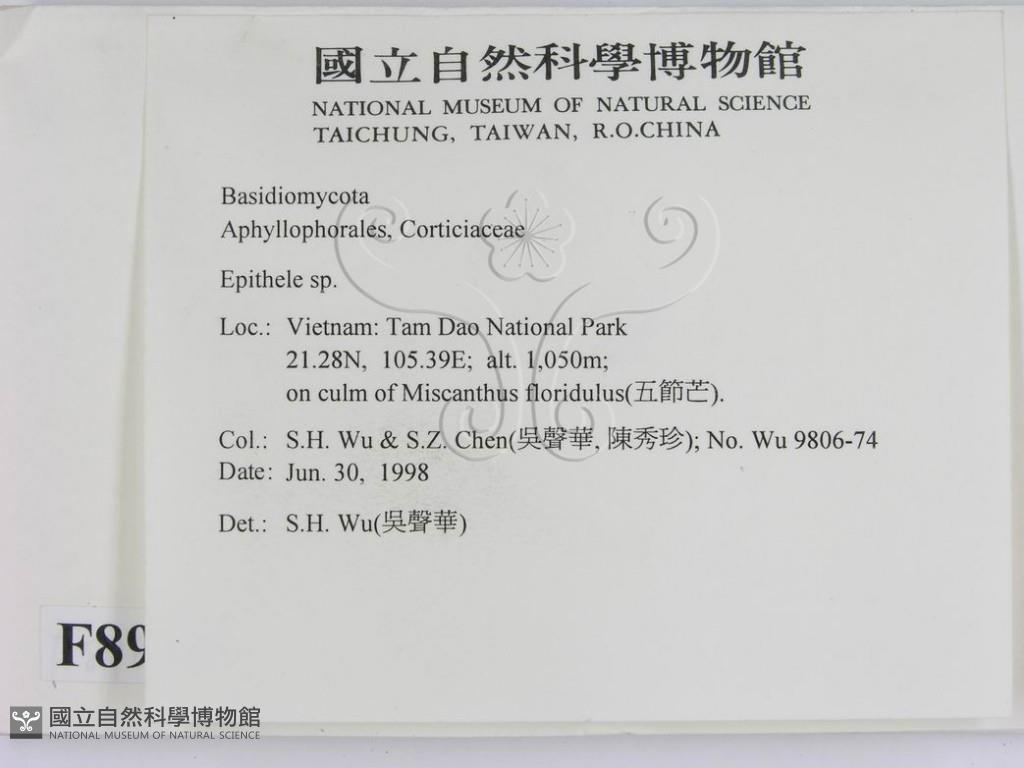 國立自然科學博物館
NATIONAL MUSEUM OF NATURAL SCIENCE
TAICHUNG, TAIWAN, R.O.CHINA
Basidiomycota
Aphyllophorales, Corticiaceae
Epithele sp.
Loc.: Vietnam: Tam Dao National Park
21.28N, 105.39E; alt. 1,050m;
on culm of Miscanthus floridulus(五節芒).
Col.: S.H. Wu & S.Z. Chen(吳聲華, 陳秀珍); No. Wu 9806-74
Date: Jun. 30, 1998
Det.: S.H. Wu(吳聲華)
F89
國立自然科學博物館
NATIONAL MUSEUM OF NATURAL SCIENCE